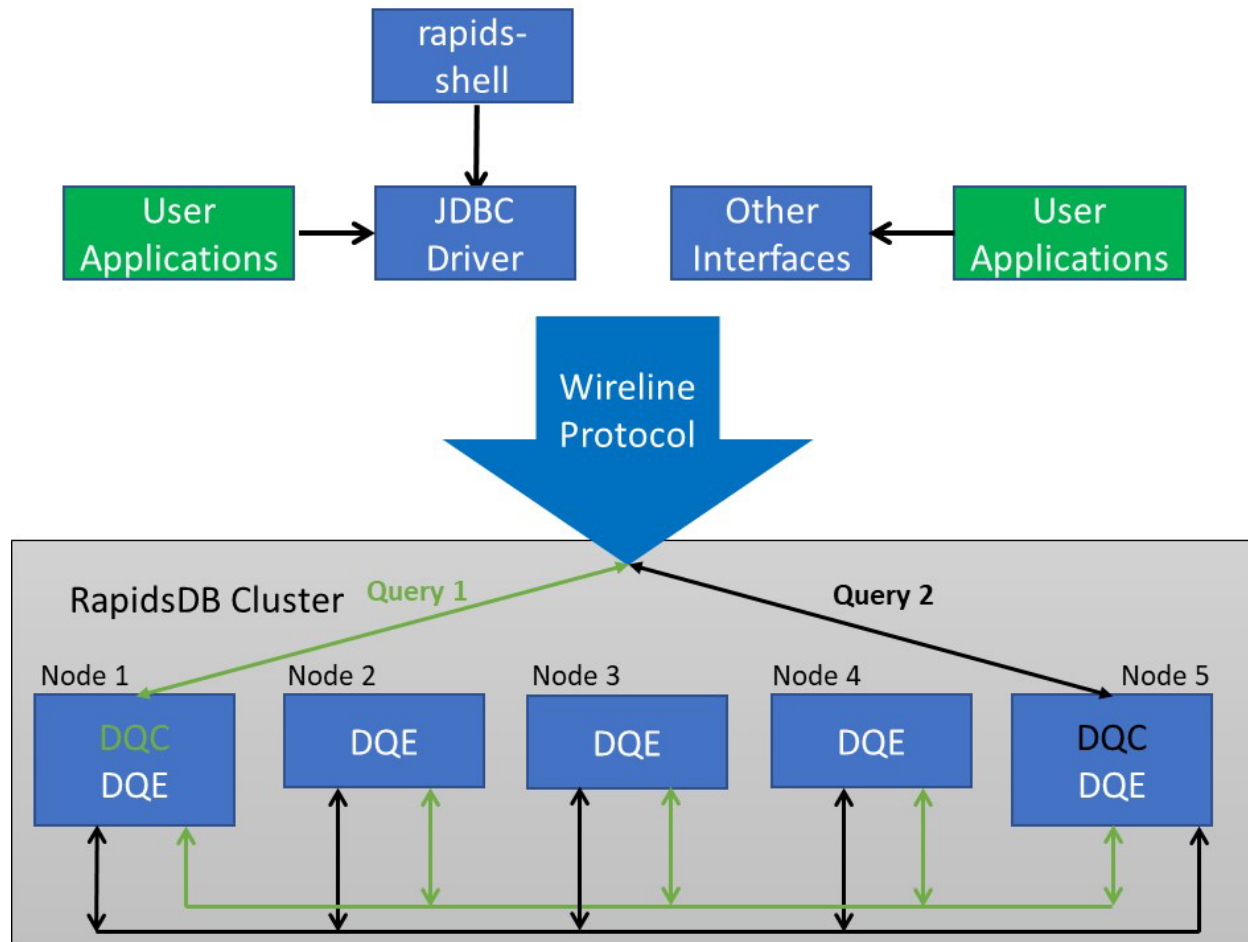 rapids-
shell
User
Applications
JDBC
Driver
Other
Interfaces
User
Applications
Wireline
Protocol
RapidsDB Cluster
Query 1
Query 2
Node 1
Node 2
Node 3
Node 4
Node 5
DQC
DQE
DQE
DQE
DQE
DQC
DQE